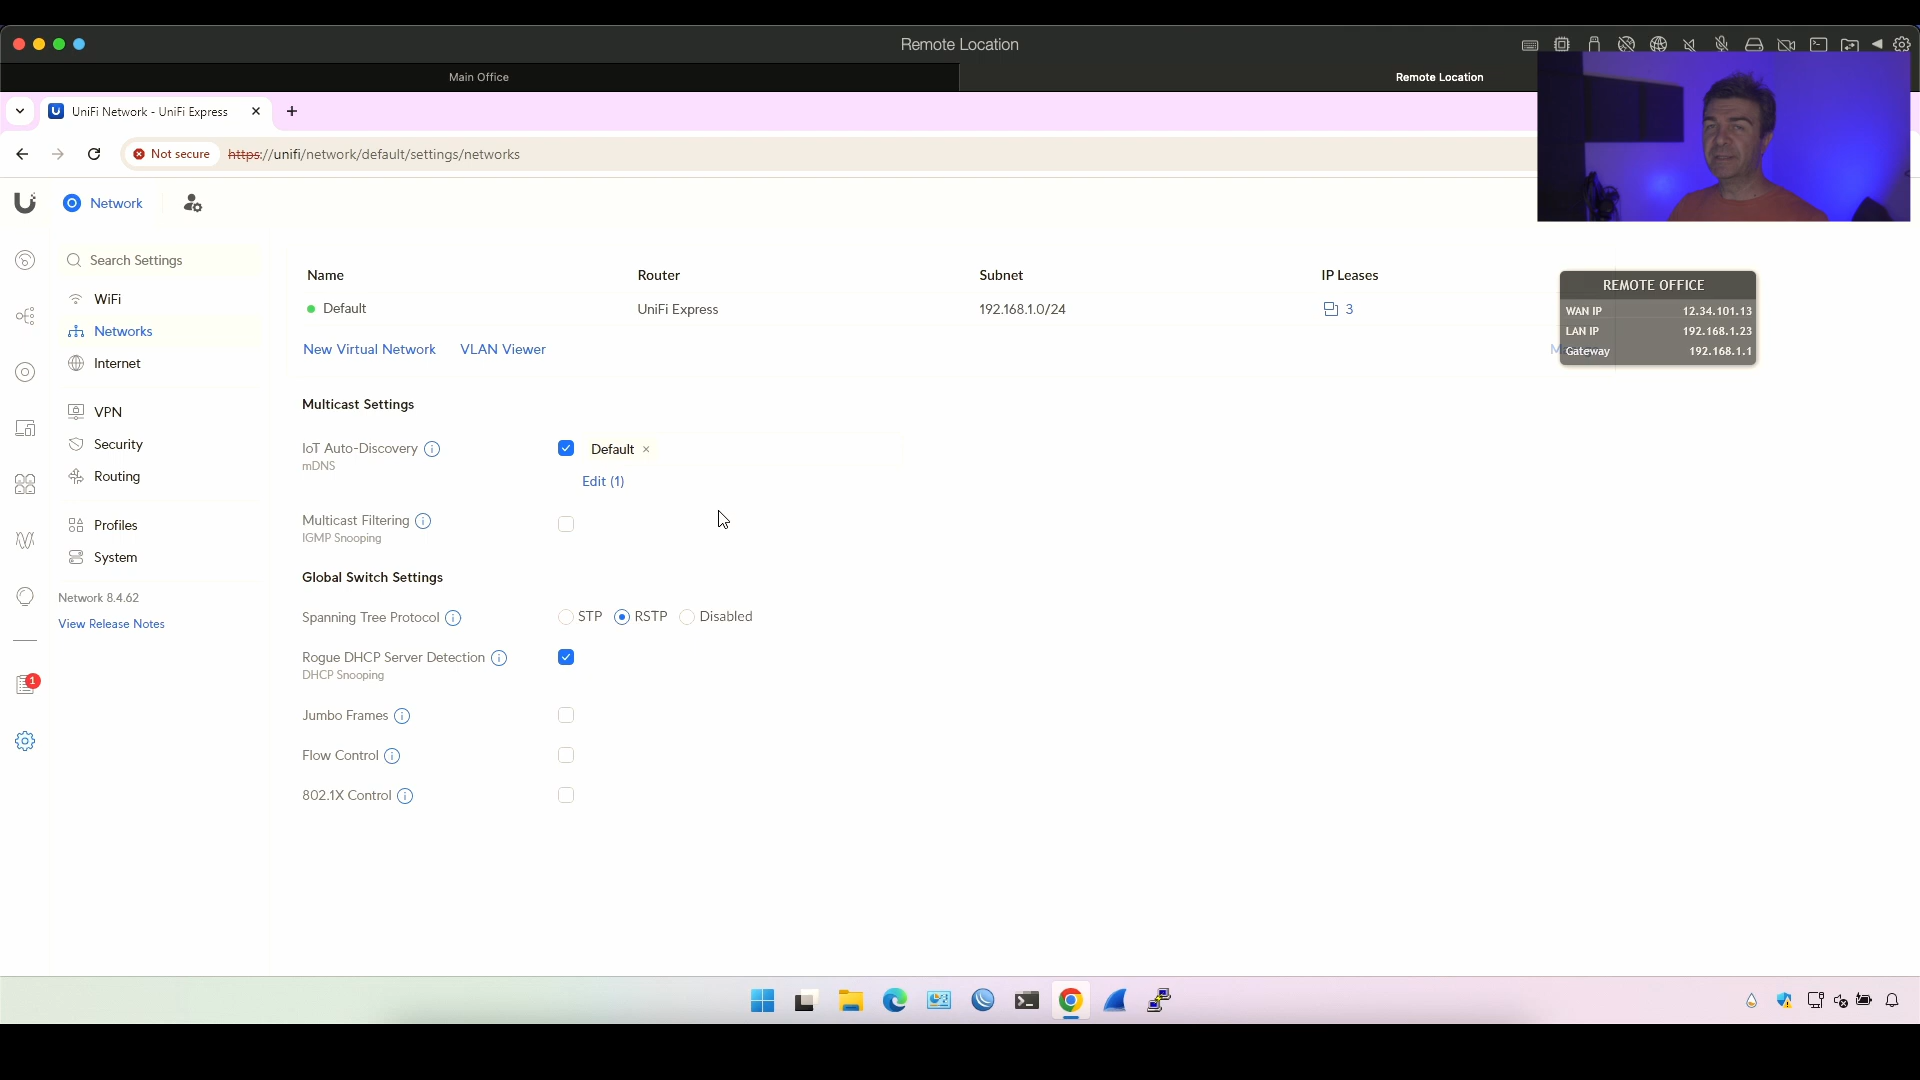 Remote Location
Main Office
Remote Location
UniFi Network - UniFi Express
Not secure
https://unifi/network/default/settings/networks
Network
Search Settings
WiFi
Networks
Internet
VPN
Security
Routing
Profiles
System
Network 8.4.62
View Release Notes
1
Name Router Subnet IP Leases
Default UniFi Express 192.168.1.0/24 3
New Virtual Network VLAN Viewer
Multicast Settings
IoT Auto-Discovery
mDNS
Default ×
Edit (1)
Multicast Filtering
IGMP Snooping
Global Switch Settings
Spanning Tree Protocol STP RSTP Disabled
Rogue DHCP Server Detection
DHCP Snooping
Jumbo Frames
Flow Control
802.1X Control
REMOTE OFFICE
WAN IP 12.34.101.13
LAN IP 192.168.1.23
Gateway 192.168.1.1